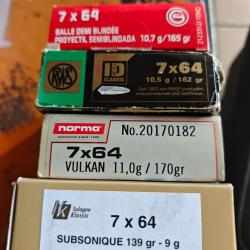 7 x 64
BALLE DEMI BLINDÉE
PROYECTIL SEMIBLINDADA
10,7 g/165 gr
RWS
ID
CLASSIC
7x64
10,5 g / 162 gr
norma
No.20170182
7x64
VULKAN 11,0g / 170gr
Sologne
Klassic
7 x 64
SUBSONIQUE 139 gr - 9 g